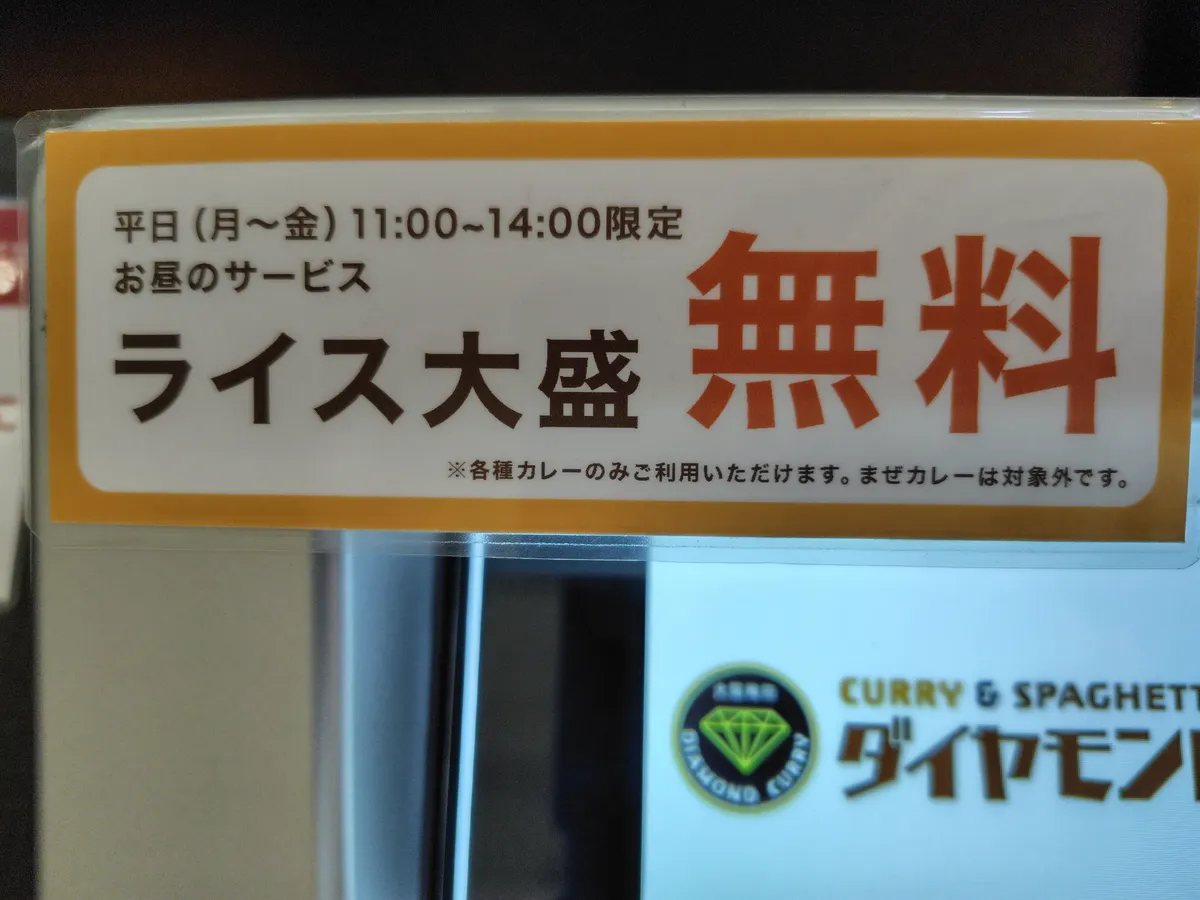 平日（月〜金）11:00~14:00限定
お昼のサービス
ライス大盛 無料
※各種カレーのみご利用いただけます。まぜカレーは対象外です。
CURRY & SPAGHETT
ダイヤモン
DIAMOND CURRY